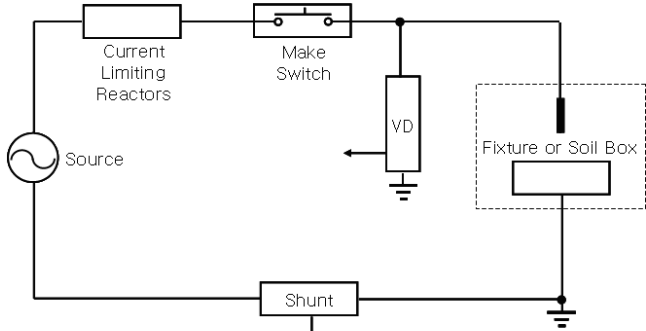 Current
Limiting
Reactors
Make
Switch
VD
Fixture or Soil Box
Source
Shunt